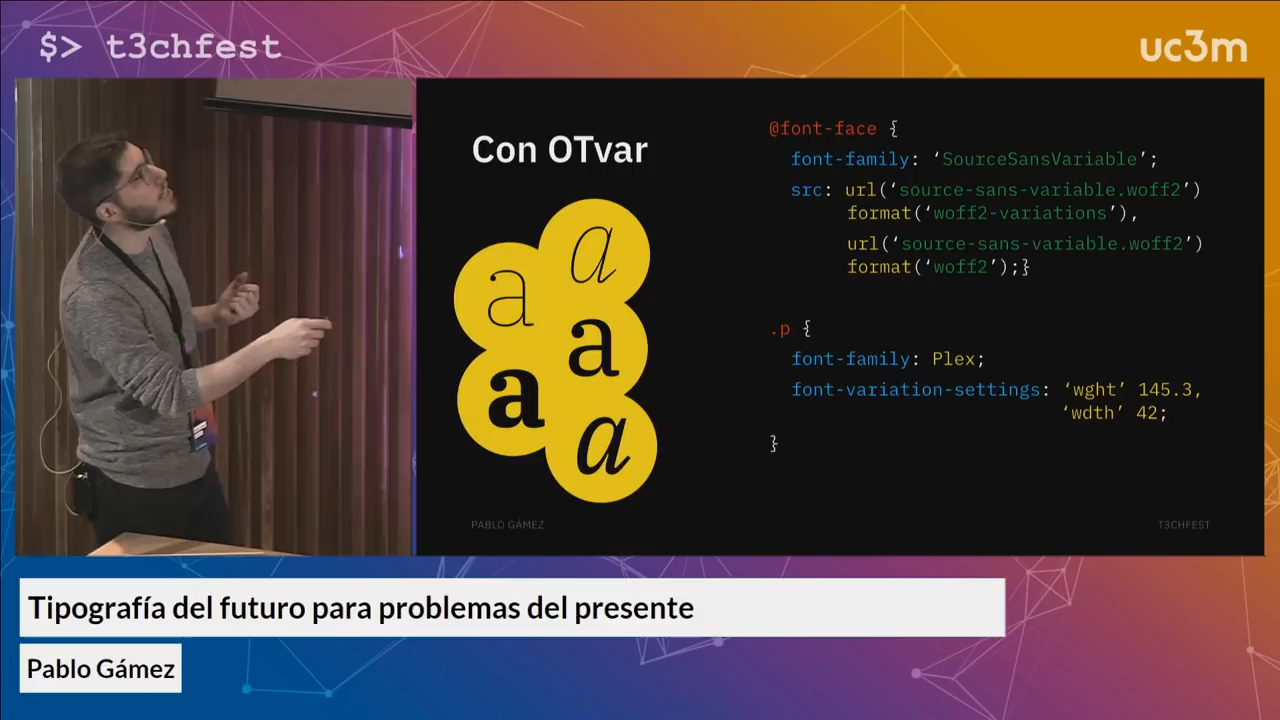 $> t3chfest
uc3m
Con OTvar
a
a
a
a
a
@font-face {
font-family: ‘SourceSansVariable’;
src: url(‘source-sans-variable.woff2’)
format(‘woff2-variations’),
url(‘source-sans-variable.woff2’)
format(‘woff2’);}
.p {
font-family: Plex;
font-variation-settings: ‘wght’ 145.3,
‘wdth’ 42;
}
PABLO GÁMEZ
T3CHFEST
Tipografía del futuro para problemas del presente
Pablo Gámez